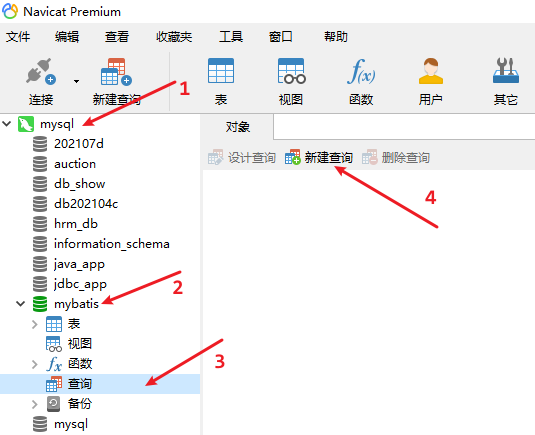 Navicat Premium
文件 编辑 查看 收藏夹 工具 窗口 帮助
连接 新建查询 表 视图 函数 用户 其它
f(x)
1
mysql
对象
202107d
设计查询 新建查询 删除查询
auction
db_show
db202104c
4
hrm_db
information_schema
java_app
jdbc_app
2
mybatis
表
视图
3
fx 函数
查询
备份
mysql